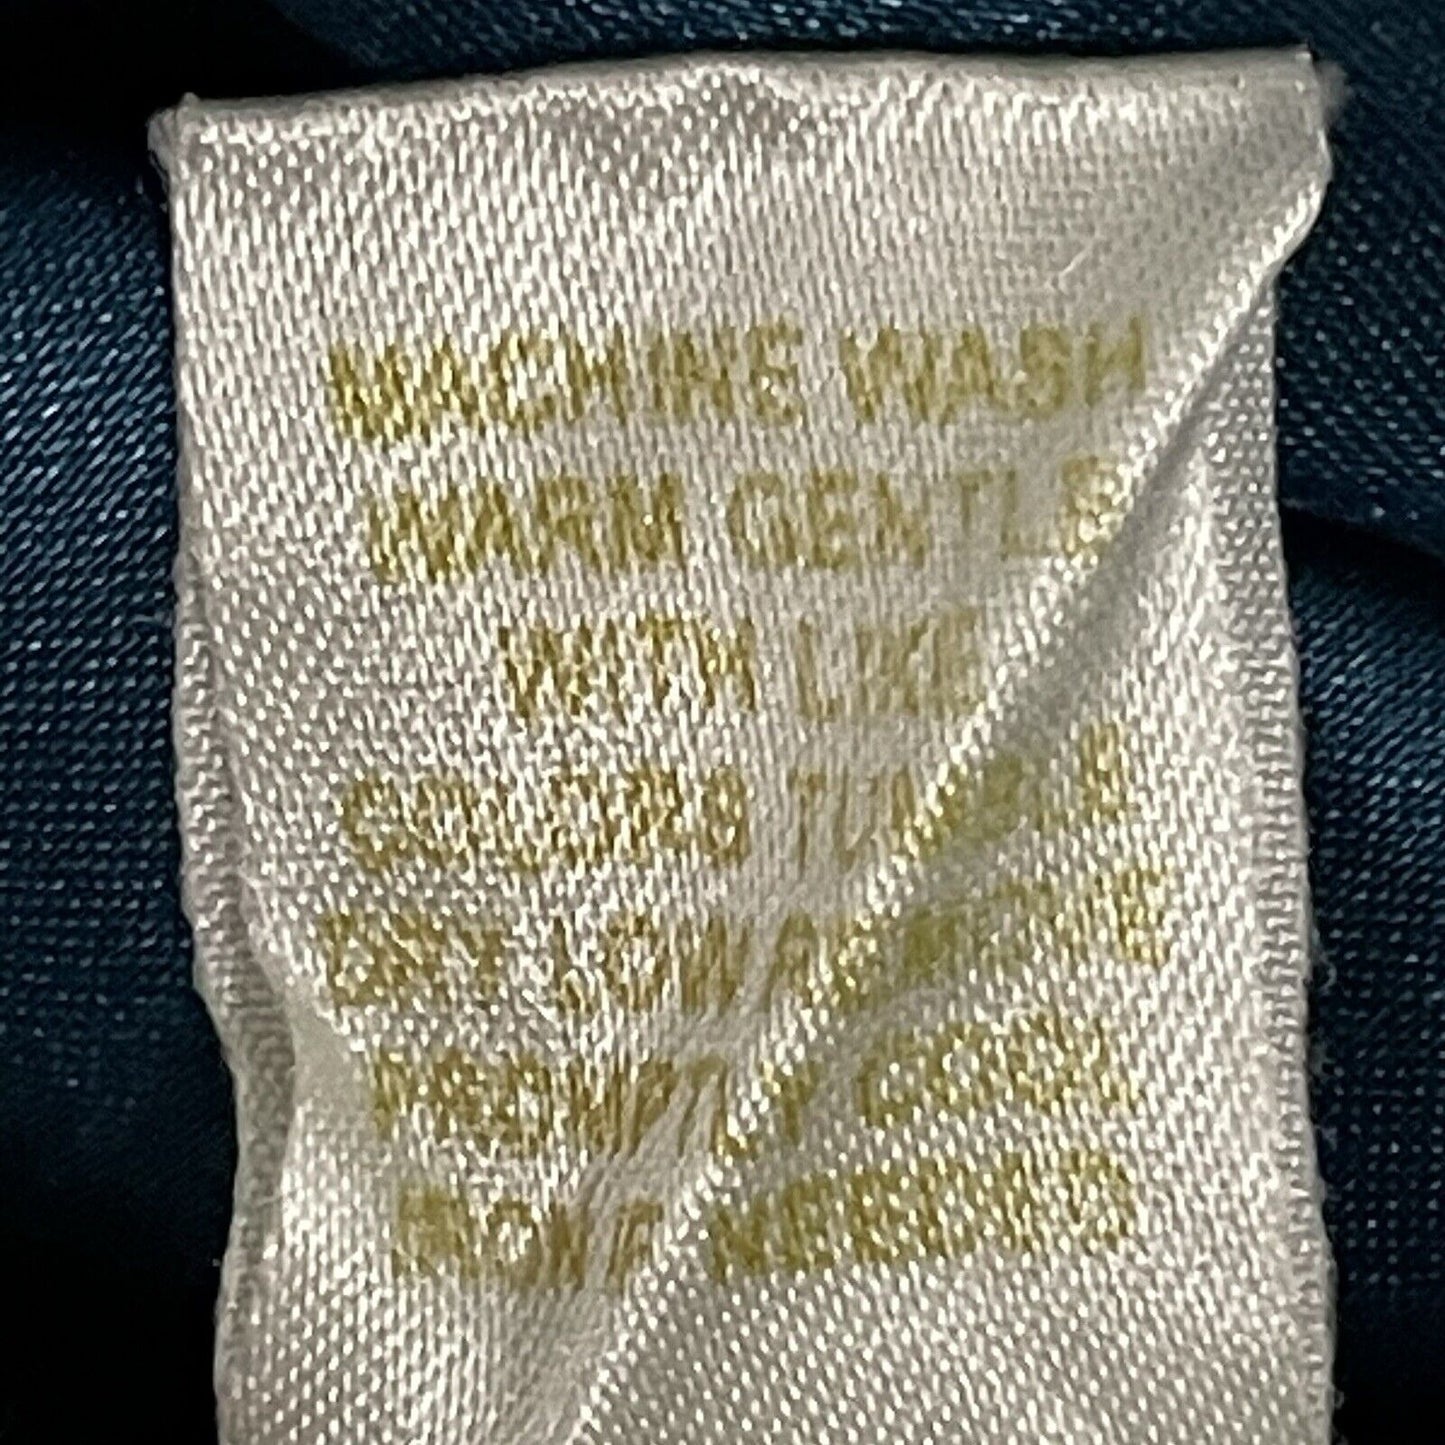 MACHINE WASH
WARM GENTLE
WITH LIKE
COLORS TUMBLE
DRY LOW REMOVE
PROMPTLY COOL
IRON IF NEEDED